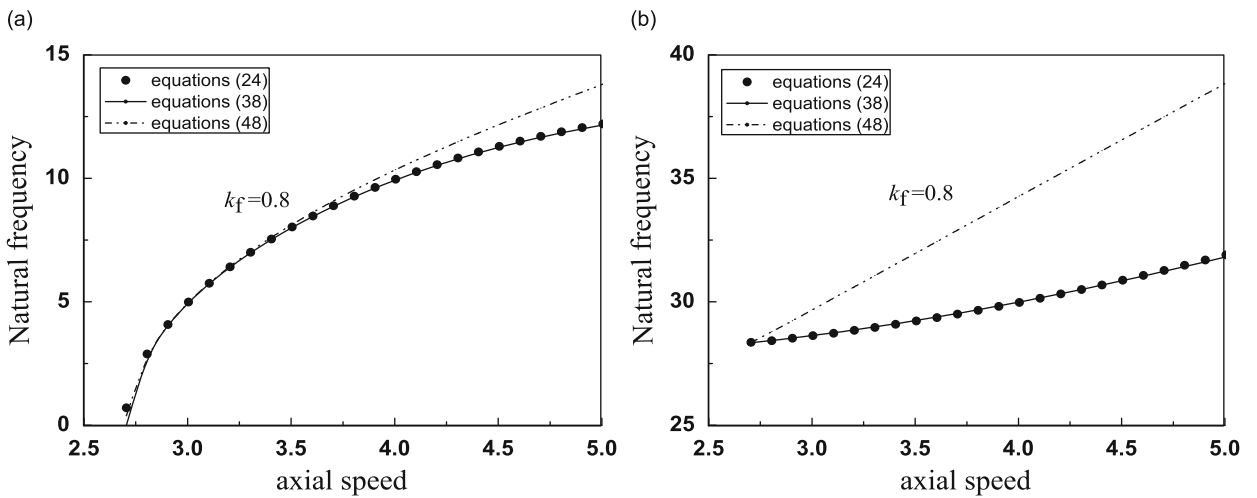 (a)
15
10
5
0
Natural frequency
equations (24)
equations (38)
equations (48)
kf=0.8
2.5 3.0 3.5 4.0 4.5 5.0
axial speed
(b)
40
35
30
25
Natural frequency
equations (24)
equations (38)
equations (48)
kf=0.8
2.5 3.0 3.5 4.0 4.5 5.0
axial speed